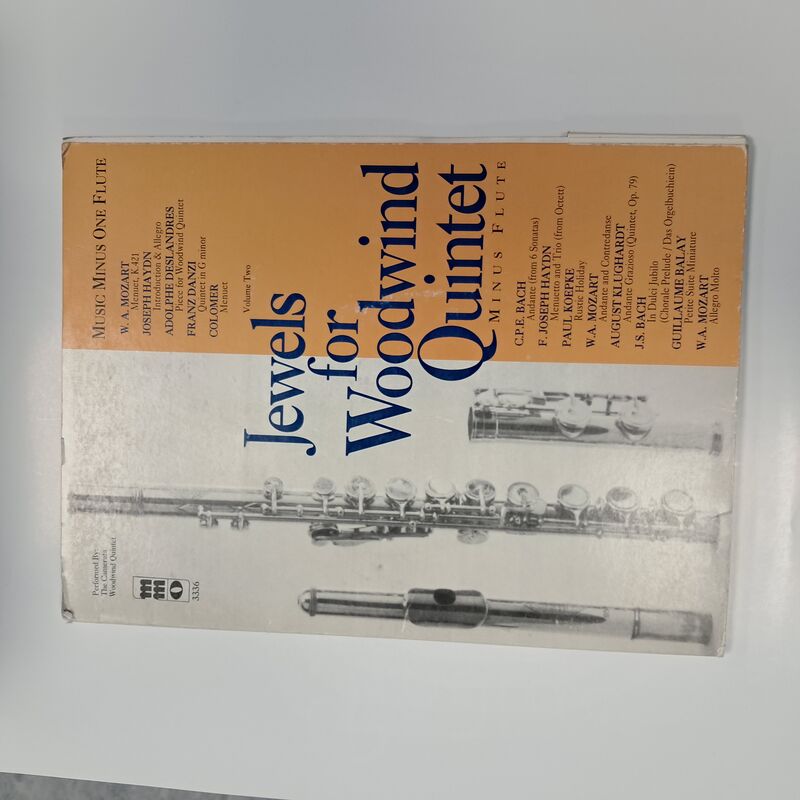 MUSIC MINUS ONE FLUTE
W.A. MOZART
Menuet, K.421
JOSEPH HAYDN
Introduction & Allegro
ADOLPHE DESLANDRES
Piece for Woodwind Quintet
FRANZ DANZI
Quintet in G minor
COLOMER
Menuet
Volume Two
Jewels
for
Woodwind
Quintet
MINUS FLUTE
C.P.E. BACH
Andante (from 6 Sonatas)
F. JOSEPH HAYDN
Menuetto and Trio (from Octett)
PAUL KOEPKE
Rustic Holiday
W.A. MOZART
Andante and Contredanse
AUGUST KLUGHARDT
Andante Grazioso (Quintet, Op. 79)
J.S. BACH
In Dulci Jubilo
(Chorale Prelude / Das Orgelbuchiein)
GUILLAUME BALAY
Petite Suite Miniature
W.A. MOZART
Allegro Molto
Performed By:
The Camerata
Woodwind Quintet
mmo
3336